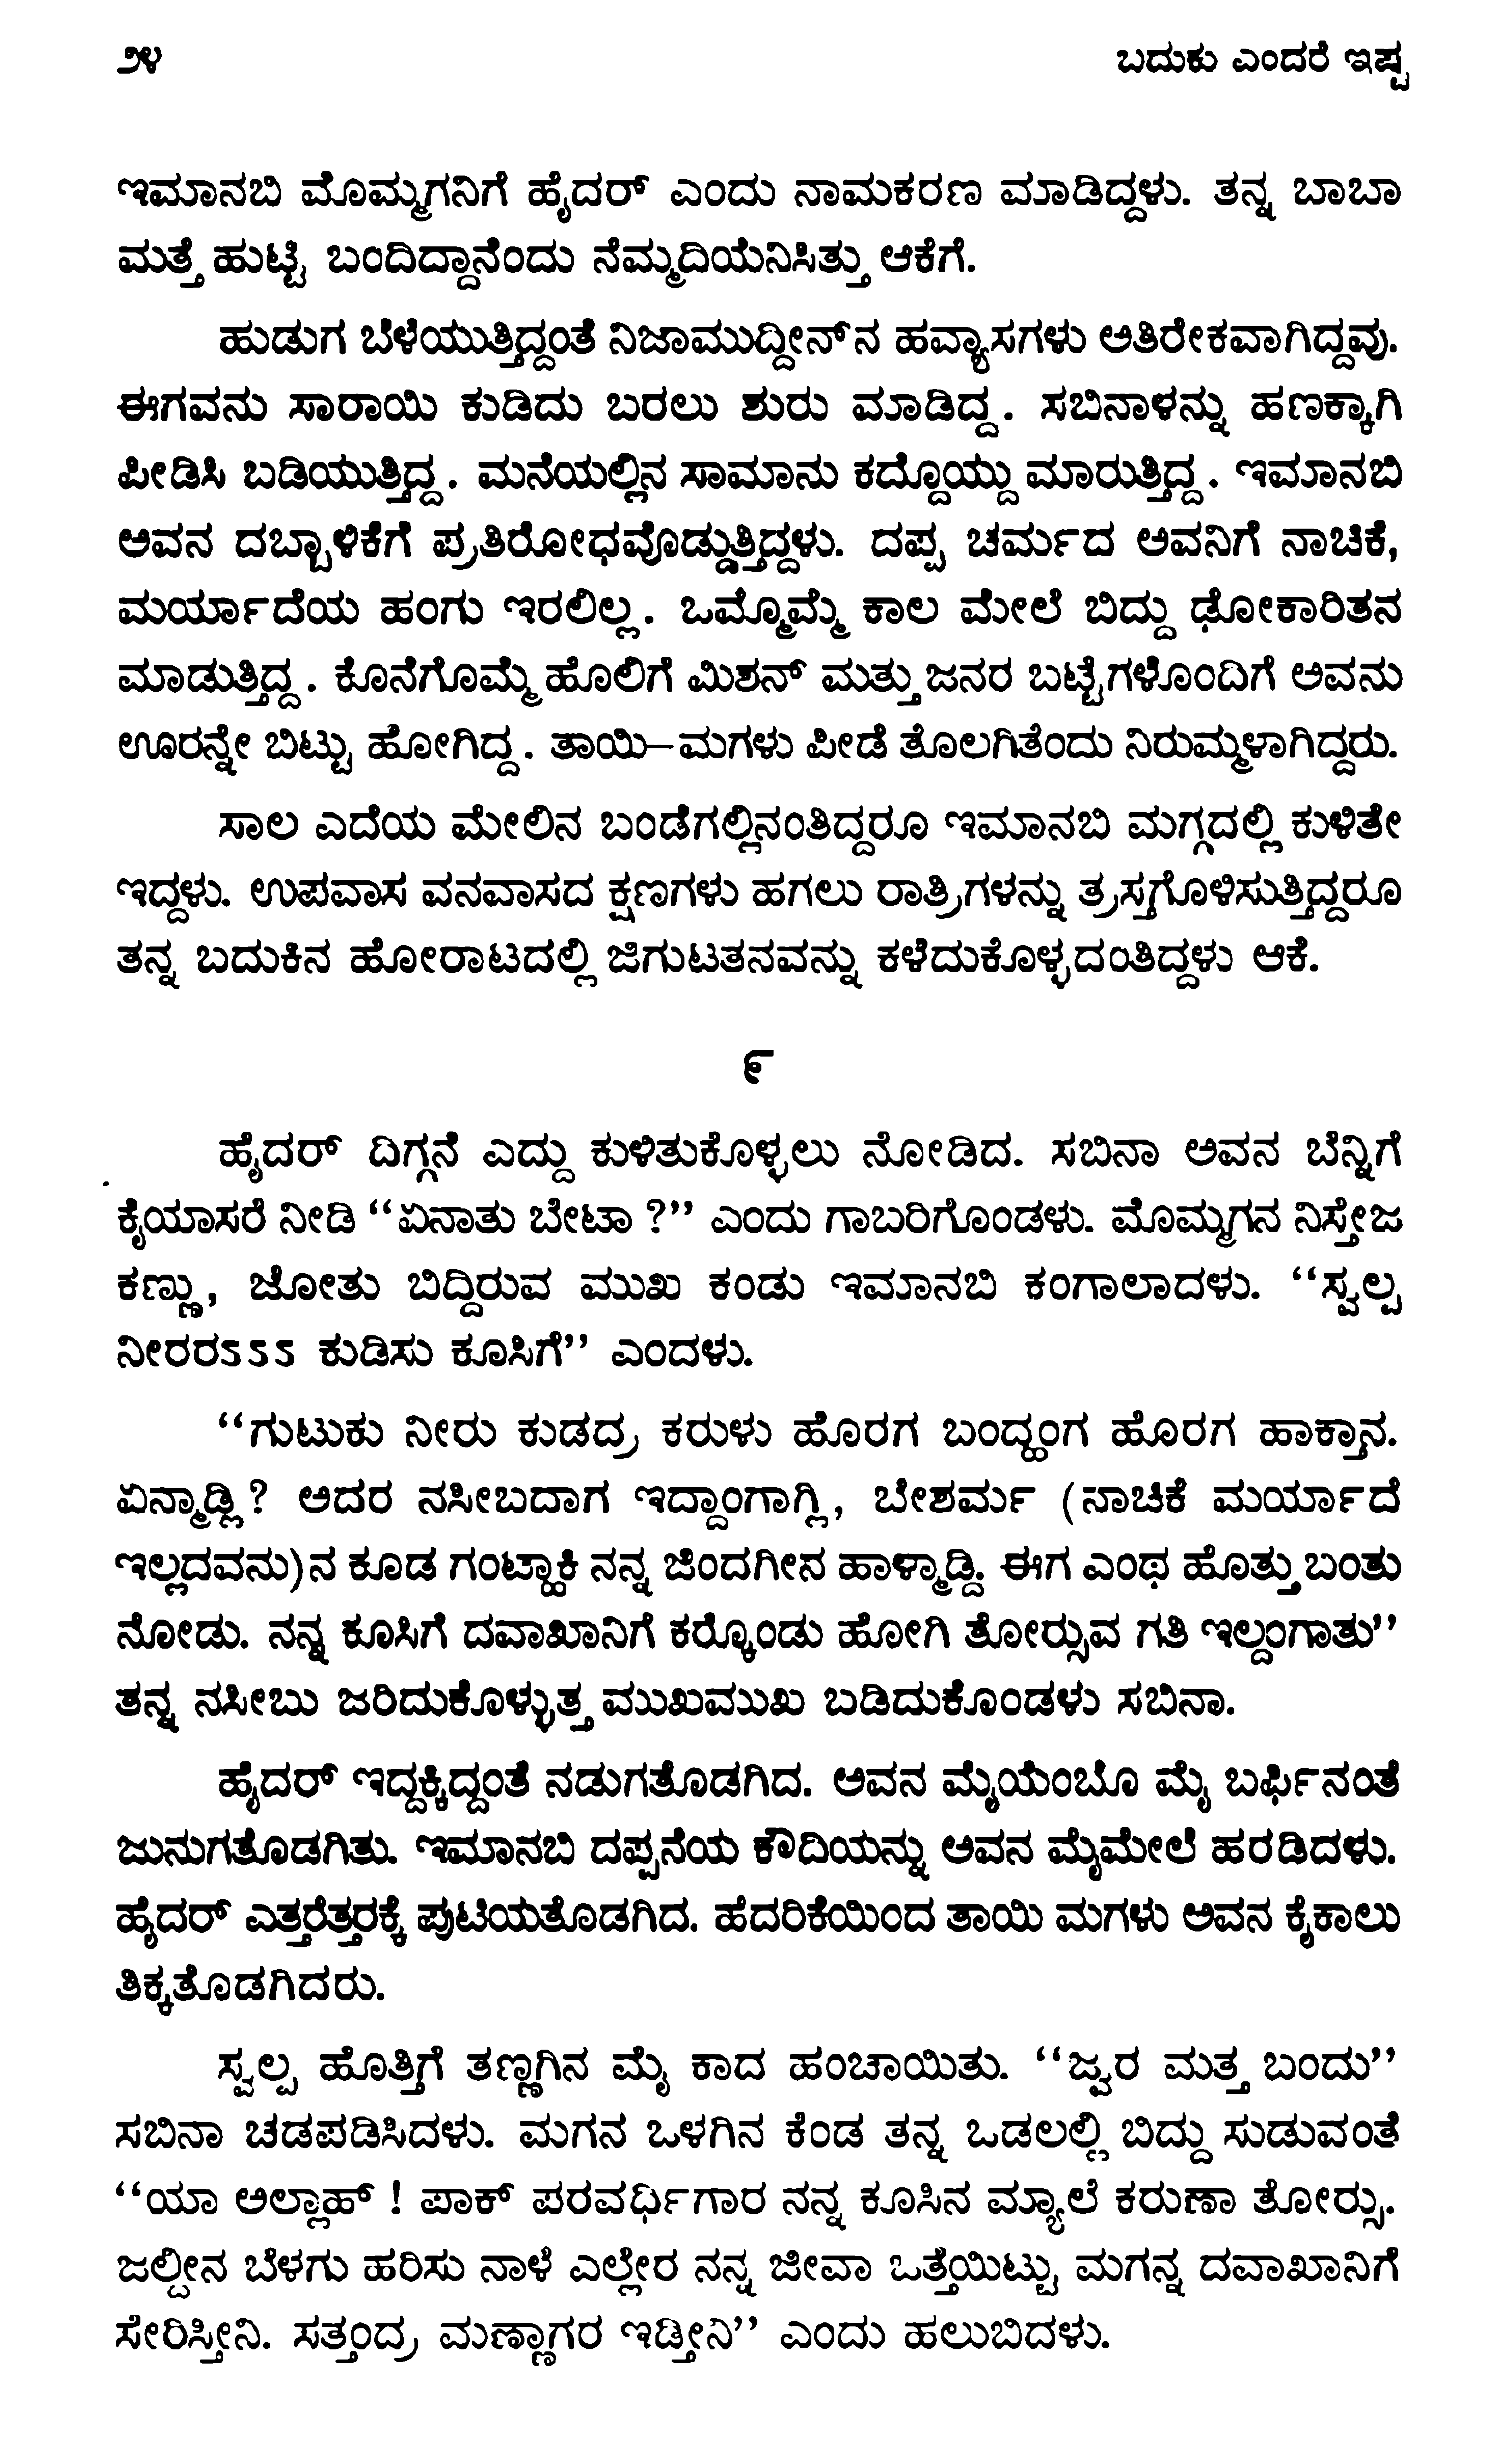 ೨೪ ಬದುಕು ಎಂದರೆ ಇಷ್ಟ
ಇಮಾನಬಿ ಮೊಮ್ಮಗನಿಗೆ ಹೈದರ್ ಎಂದು ನಾಮಕರಣ ಮಾಡಿದ್ದಳು. ತನ್ನ ಬಾಬಾ
ಮತ್ತೆ ಹುಟ್ಟಿ ಬಂದಿದ್ದಾನೆಂದು ನೆಮ್ಮದಿಯೆನಿಸಿತ್ತು ಆಕೆಗೆ.
ಹುಡುಗ ಬೆಳೆಯುತ್ತಿದ್ದಂತೆ ನಿಜಾಮುದ್ದೀನ್‌ನ ಹವ್ಯಾಸಗಳು ಅತಿರೇಕವಾಗಿದ್ದವು.
ಈಗವನು ಸಾರಾಯಿ ಕುಡಿದು ಬರಲು ಶುರು ಮಾಡಿದ್ದ. ಸಬಿನಾಳನ್ನು ಹಣಕ್ಕಾಗಿ
ಪೀಡಿಸಿ ಬಡಿಯುತ್ತಿದ್ದ. ಮನೆಯಲ್ಲಿನ ಸಾಮಾನು ಕದ್ದೊಯ್ದು ಮಾರುತ್ತಿದ್ದ. ಇಮಾನಬಿ
ಅವನ ದಬ್ಬಾಳಿಕೆಗೆ ಪ್ರತಿರೋಧವೊಡ್ಡುತ್ತಿದ್ದಳು. ದಪ್ಪ ಚರ್ಮದ ಅವನಿಗೆ ನಾಚಿಕೆ,
ಮರ್ಯಾದೆಯ ಹಂಗು ಇರಲಿಲ್ಲ. ಒಮ್ಮೊಮ್ಮೆ ಕಾಲ ಮೇಲೆ ಬಿದ್ದು ಢೋಕಾರಿತನ
ಮಾಡುತ್ತಿದ್ದ. ಕೊನೆಗೊಮ್ಮೆ ಹೊಲಿಗೆ ಮಿಶನ್ ಮತ್ತು ಜನರ ಬಟ್ಟೆಗಳೊಂದಿಗೆ ಅವನು
ಊರನ್ನೇ ಬಿಟ್ಟು ಹೋಗಿದ್ದ. ತಾಯಿ–ಮಗಳು ಪೀಡೆ ತೊಲಗಿತೆಂದು ನಿರುಮ್ಮಳಾಗಿದ್ದರು.
ಸಾಲ ಎದೆಯ ಮೇಲಿನ ಬಂಡೆಗಲ್ಲಿನಂತಿದ್ದರೂ ಇಮಾನಬಿ ಮಗ್ಗದಲ್ಲಿ ಕುಳಿತೇ
ಇದ್ದಳು. ಉಪವಾಸ ವನವಾಸದ ಕ್ಷಣಗಳು ಹಗಲು ರಾತ್ರಿಗಳನ್ನು ತ್ರಸ್ತಗೊಳಿಸುತ್ತಿದ್ದರೂ
ತನ್ನ ಬದುಕಿನ ಹೋರಾಟದಲ್ಲಿ ಜಿಗುಟತನವನ್ನು ಕಳೆದುಕೊಳ್ಳದಂತಿದ್ದಳು ಆಕೆ.
೯
ಹೈದರ್ ದಿಗ್ಗನೆ ಎದ್ದು ಕುಳಿತುಕೊಳ್ಳಲು ನೋಡಿದ. ಸಬಿನಾ ಅವನ ಬೆನ್ನಿಗೆ
ಕೈಯಾಸರೆ ನೀಡಿ ‘‘ಏನಾತು ಬೇಟಾ ?’’ ಎಂದು ಗಾಬರಿಗೊಂಡಳು. ಮೊಮ್ಮಗನ ನಿಸ್ತೇಜ
ಕಣ್ಣು, ಜೋತು ಬಿದ್ದಿರುವ ಮುಖ ಕಂಡು ಇಮಾನಬಿ ಕಂಗಾಲಾದಳು. ‘‘ಸ್ವಲ್ಪ
ನೀರರಽಽಽ ಕುಡಿಸು ಕೂಸಿಗೆ’’ ಎಂದಳು.
‘‘ಗುಟುಕು ನೀರು ಕುಡದ್ರ ಕರುಳು ಹೊರಗ ಬಂದ್ಹಂಗ ಹೊರಗ ಹಾಕ್ತಾನ.
ಏನ್ಮಾಡ್ಲಿ? ಅದರ ನಸೀಬದಾಗ ಇದ್ದಾಂಗಾಗ್ಲಿ, ಬೇಶರ್ಮ (ನಾಚಿಕೆ ಮರ್ಯಾದೆ
ಇಲ್ಲದವನು)ನ ಕೂಡ ಗಂಟ್ಹಾಕಿ ನನ್ನ ಜಿಂದಗೀನ ಹಾಳ್ಮಾಡ್ದಿ. ಈಗ ಎಂಥ ಹೊತ್ತು ಬಂತು
ನೋಡು. ನನ್ನ ಕೂಸಿಗೆ ದವಾಖಾನಿಗೆ ಕರ್‍ಕೊಂಡು ಹೋಗಿ ತೋರ್‍ಸುವ ಗತಿ ಇಲ್ದಂಗಾತು’’
ತನ್ನ ನಸೀಬು ಜರಿದುಕೊಳ್ಳುತ್ತ ಮುಖಮುಖ ಬಡಿದುಕೊಂಡಳು ಸಬಿನಾ.
ಹೈದರ್ ಇದ್ದಕ್ಕಿದ್ದಂತೆ ನಡುಗತೊಡಗಿದ. ಅವನ ಮೈಯೆಂಬೊ ಮೈ ಬರ್ಫಿನಂತೆ
ಜುನುಗತೊಡಗಿತು. ಇಮಾನಬಿ ದಪ್ಪನೆಯ ಕೌದಿಯನ್ನು ಅವನ ಮೈಮೇಲೆ ಹರಡಿದಳು.
ಹೈದರ್ ಎತ್ತರೆತ್ತರಕ್ಕೆ ಪುಟಿಯತೊಡಗಿದ. ಹೆದರಿಕೆಯಿಂದ ತಾಯಿ ಮಗಳು ಅವನ ಕೈಕಾಲು
ತಿಕ್ಕತೊಡಗಿದರು.
ಸ್ವಲ್ಪ ಹೊತ್ತಿಗೆ ತಣ್ಣಗಿನ ಮೈ ಕಾದ ಹಂಚಾಯಿತು. ‘‘ಜ್ವರ ಮತ್ತ ಬಂದು’’
ಸಬಿನಾ ಚಡಪಡಿಸಿದಳು. ಮಗನ ಒಳಗಿನ ಕೆಂಡ ತನ್ನ ಒಡಲಲ್ಲಿ ಬಿದ್ದು ಸುಡುವಂತೆ
‘‘ಯಾ ಅಲ್ಲಾಹ್ ! ಪಾಕ್ ಪರವರ್ಧಿಗಾರ ನನ್ನ ಕೂಸಿನ ಮ್ಯಾಲೆ ಕರುಣಾ ತೋರ್‍ಸು.
ಜಲ್ದೀನ ಬೆಳಗು ಹರಿಸು ನಾಳೆ ಎಲ್ಲೇರ ನನ್ನ ಜೀವಾ ಒತ್ತೆಯಿಟ್ಟು ಮಗನ್ನ ದವಾಖಾನಿಗೆ
ಸೇರಿಸ್ತೀನಿ. ಸತ್ತಂದ್ರ ಮಣ್ಣಾಗರ ಇಡ್ತೀನಿ’’ ಎಂದು ಹಲುಬಿದಳು.